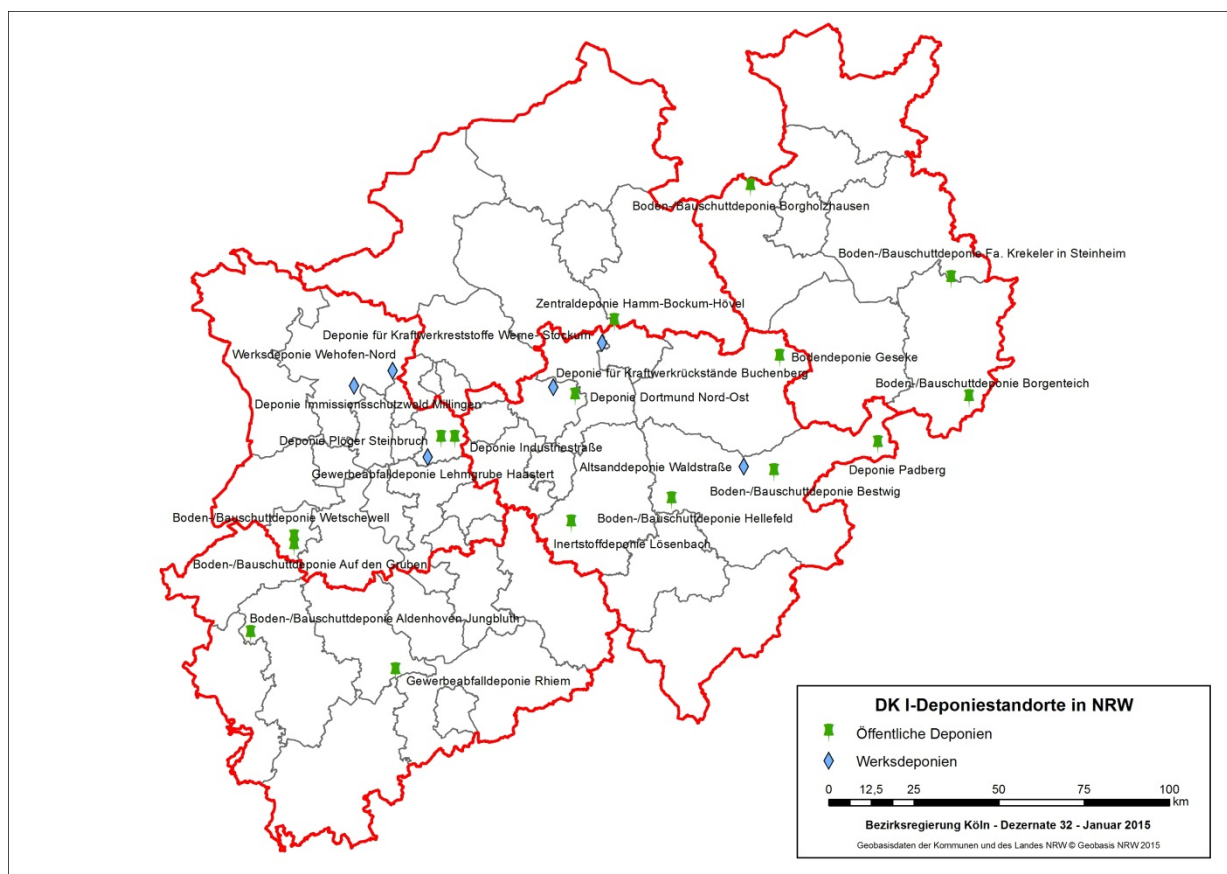 Boden-/Bauschuttdeponie Borgholzhausen
Boden-/Bauschuttdeponie Fa. Krekeler in Steinheim
Zentraldeponie Hamm-Bockum-Hövel
Deponie für Kraftwerkreststoffe Werne- Stockum
Werksdeponie Wehofen-Nord
Bodendeponie Geseke
Deponie für Kraftwerkrückstände Buchenberg
Boden-/Bauschuttdeponie Borgenteich
Deponie Dortmund Nord-Ost
Deponie Immissionsschutzwald Millingen
Deponie Plöger Steinbruch
Deponie Industriestraße
Deponie Padberg
Altsanddeponie Waldstraße
Gewerbeabfalldeponie Lehmgrube Haastert
Boden-/Bauschuttdeponie Bestwig
Boden-/Bauschuttdeponie Wetschewell
Boden-/Bauschuttdeponie Hellefeld
Inertstoffdeponie Lösenbach
Boden-/Bauschuttdeponie Auf den Gruben
Boden-/Bauschuttdeponie Aldenhoven Jungbluth
Gewerbeabfalldeponie Rhiem
DK I-Deponiestandorte in NRW
Öffentliche Deponien
Werksdeponien
0 12,5 25 50 75 100
km
Bezirksregierung Köln - Dezernate 32 - Januar 2015
Geobasisdaten der Kommunen und des Landes NRW © Geobasis NRW 2015